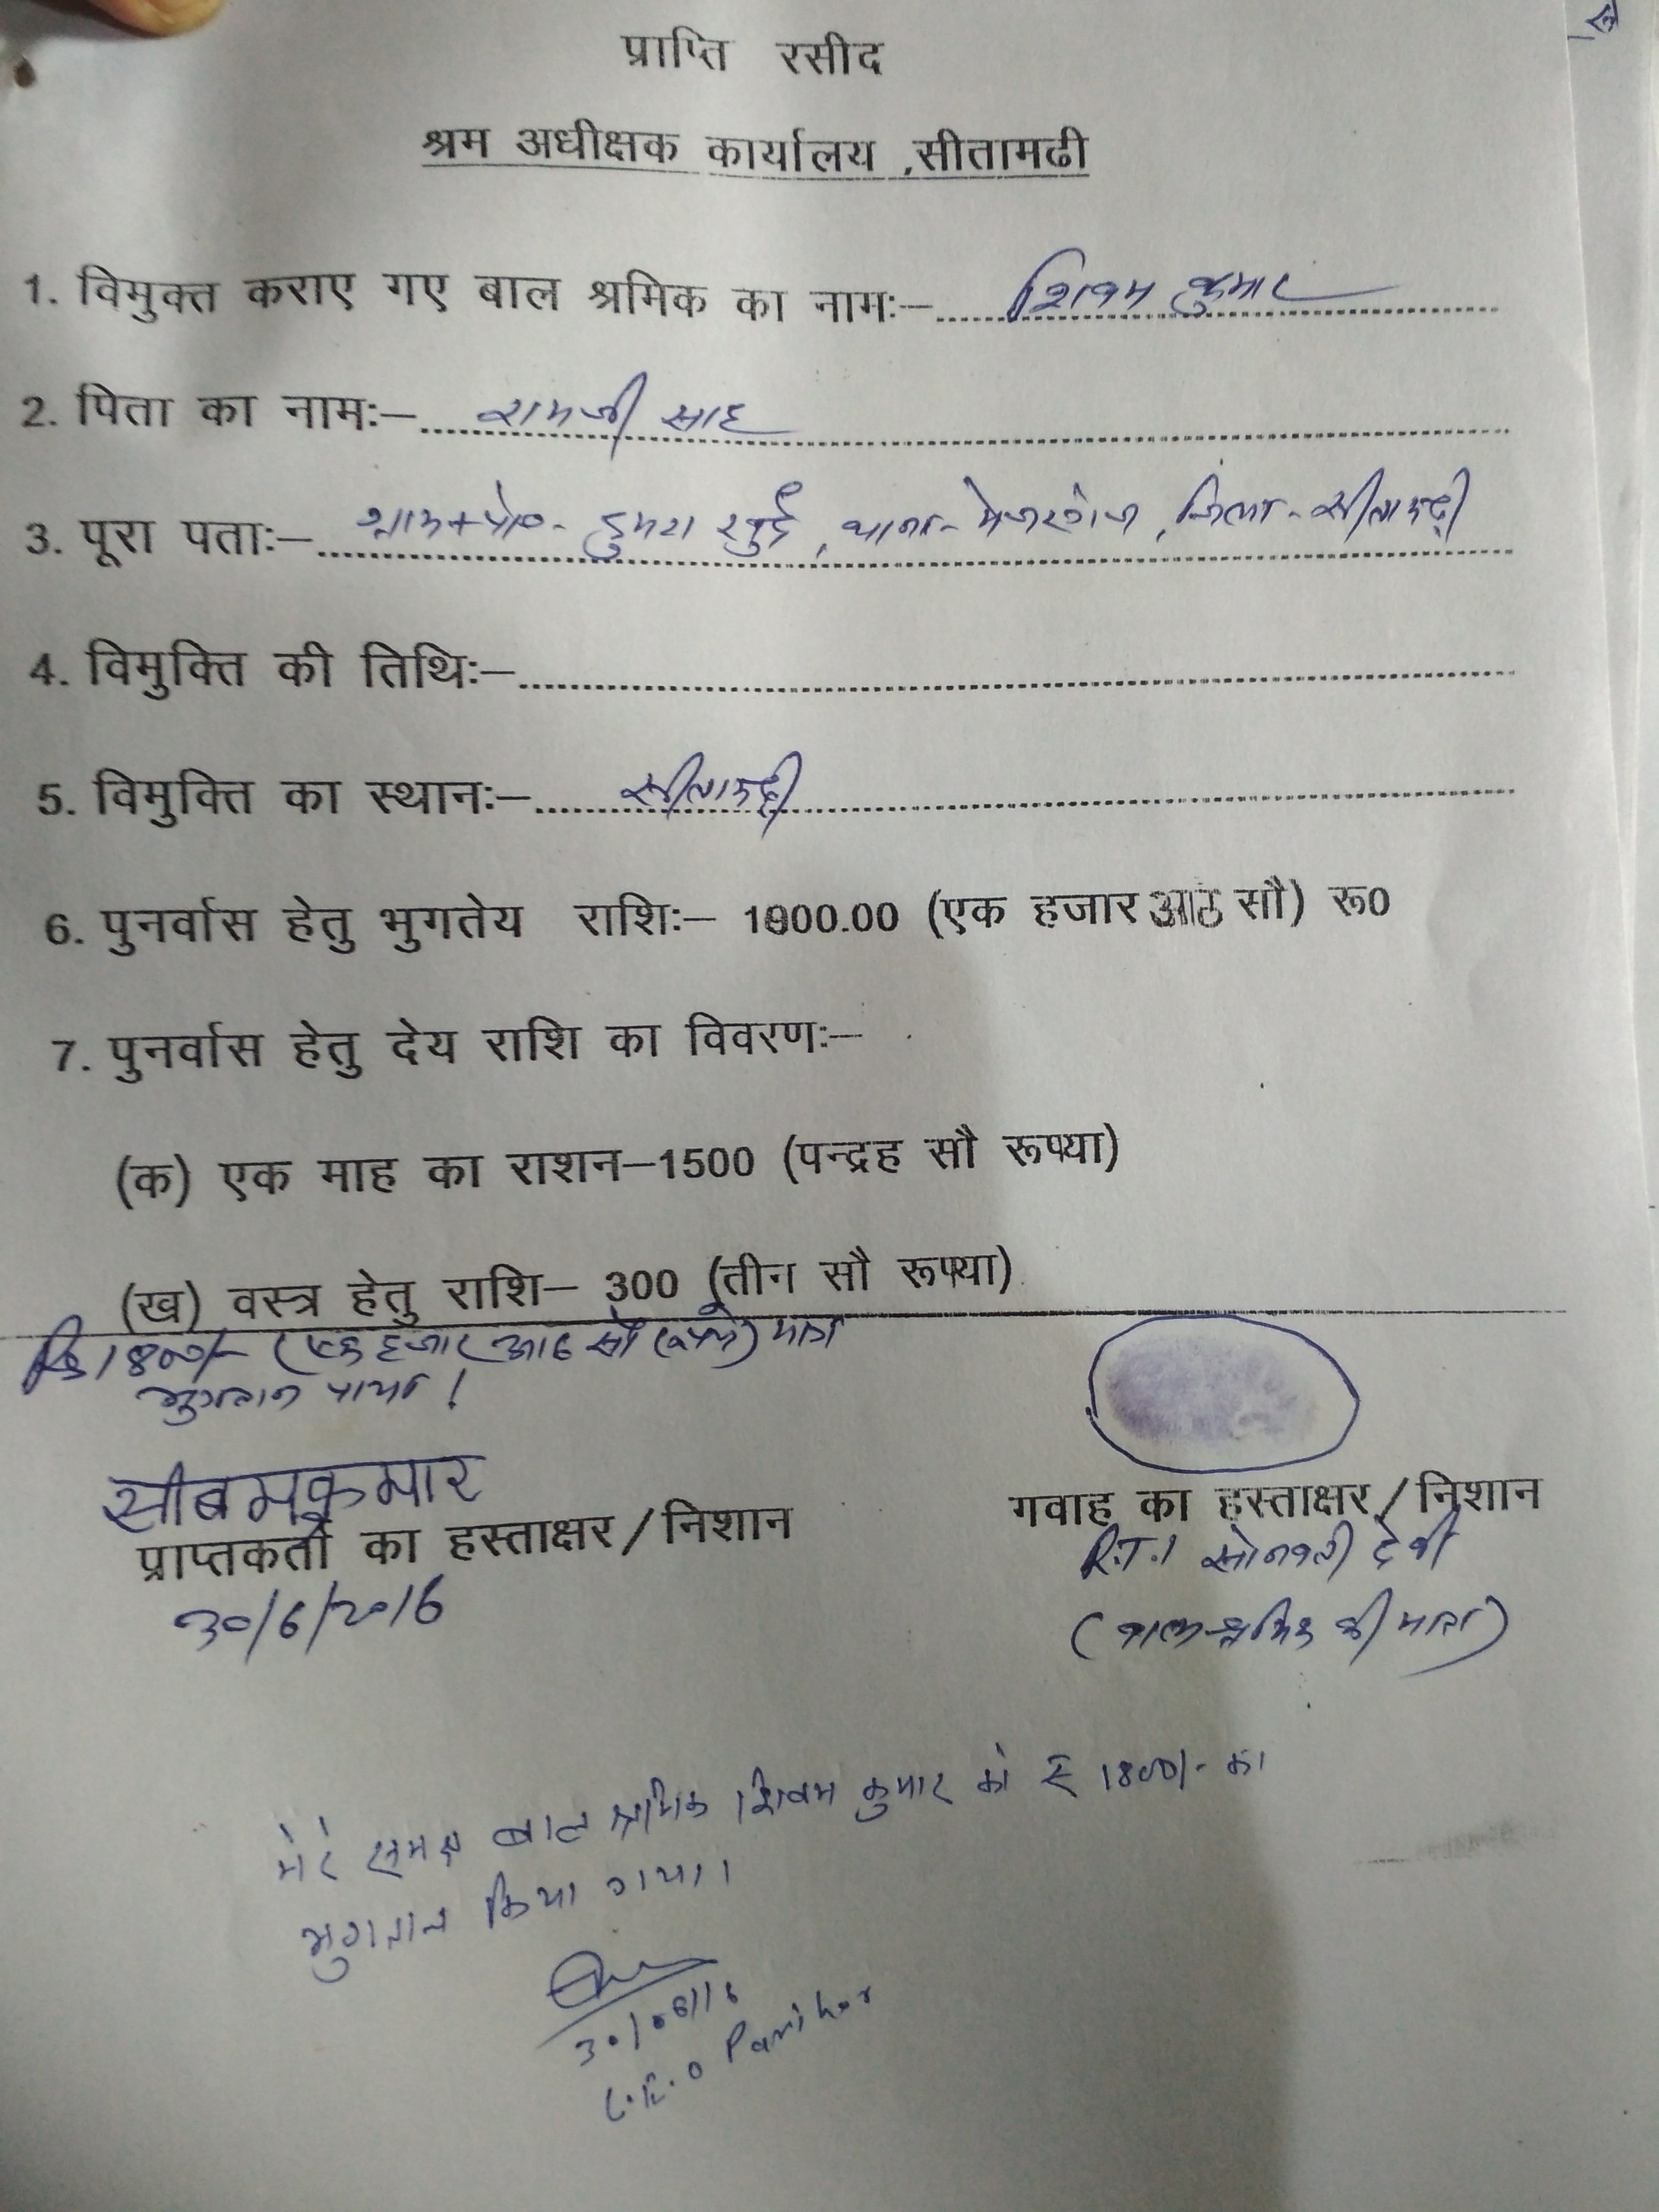 प्राप्ति रसीद
श्रम अधीक्षक कार्यालय ,सीतामढी
1. विमुक्त कराए गए बाल श्रमिक का नामः– शिवम कुमार
2. पिता का नामः– रामजी साह
3. पूरा पताः– ग्राम+पो०- डुमरा खुर्द, थाना- मेजरगंज, जिला- सीतामढ़ी
4. विमुक्ति की तिथिः–
5. विमुक्ति का स्थानः– सीतामढ़ी
6. पुनर्वास हेतु भुगतेय राशिः– 1800.00 (एक हजार आठ सौ) रू0
7. पुनर्वास हेतु देय राशि का विवरणः–
(क) एक माह का राशन–1500 (पन्द्रह सौ रूपया)
(ख) वस्त्र हेतु राशि– 300 (तीन सौ रूपया)
Rs 1800/- (एक हजार आठ सौ रूपये) मात्र
भुगतान पाया।
सीबमकुमार
प्राप्तकर्ता का हस्ताक्षर/निशान
30/6/2016
गवाह का हस्ताक्षर/निशान
R.T.I सोनवती देवी
(बाल श्रमिक की माता)
मेरे समक्ष बाल श्रमिक शिवम कुमार को ₹ 1800/- का
भुगतान किया गया।
30/06/16
L.E.O Parihar